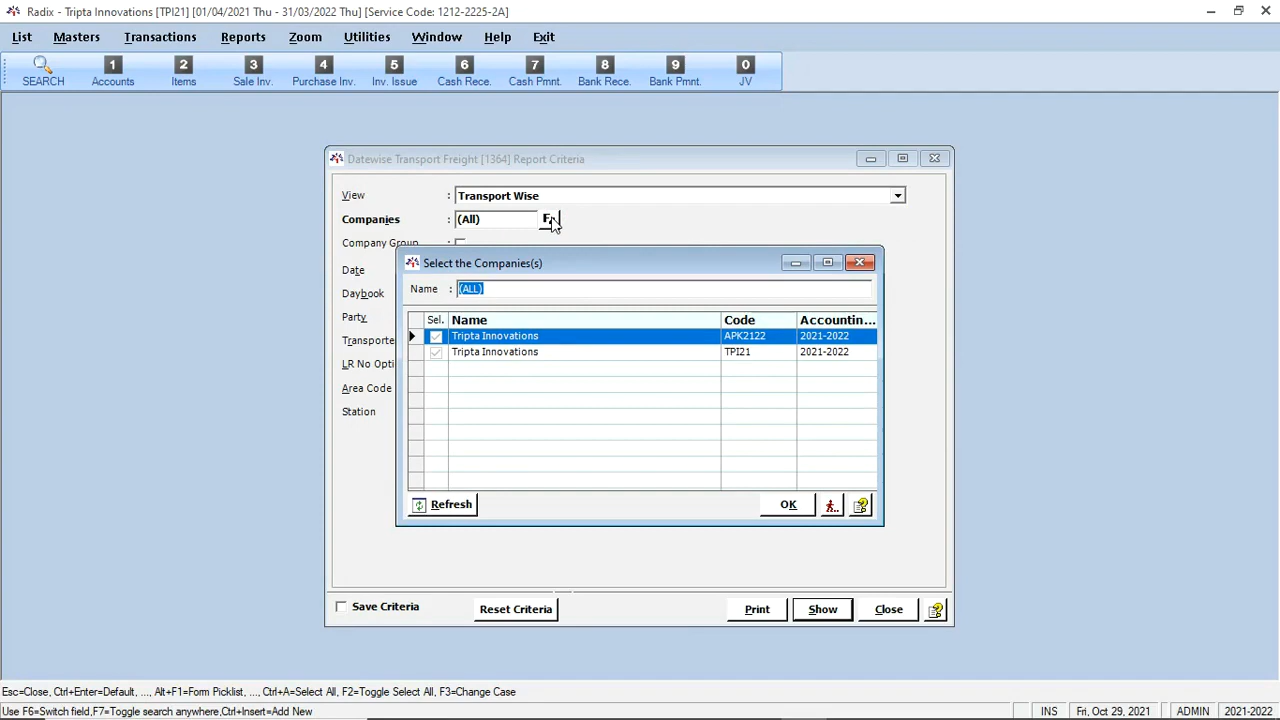 Radix - Tripta Innovations [TPI21] [01/04/2021 Thu - 31/03/2022 Thu] [Service Code: 1212-2225-2A]
List Masters Transactions Reports Zoom Utilities Window Help Exit
1 2 3 4 5 6 7 8 9 0
SEARCH Accounts Items Sale Inv. Purchase Inv. Inv. Issue Cash Rece. Cash Pmnt. Bank Rece. Bank Pmnt. JV
Datewise Transport Freight [1364] Report Criteria
View : Transport Wise
Companies : (All)
Company Group :
Select the Companies(s)
Date
Name : (ALL)
Daybook
Party
Sel. Name Code Accountin...
Tripta Innovations APK2122 2021-2022
Transporte
Tripta Innovations TPI21 2021-2022
LR No Opti
Area Code
Station
Refresh OK
Save Criteria Reset Criteria Print Show Close
Esc=Close, Ctrl+Enter=Default, ..., Alt+F1=Form Picklist, ..., Ctrl+A=Select All, F2=Toggle Select All, F3=Change Case
Use F6=Switch field,F7=Toggle search anywhere,Ctrl+Insert=Add New INS Fri, Oct 29, 2021 ADMIN 2021-2022